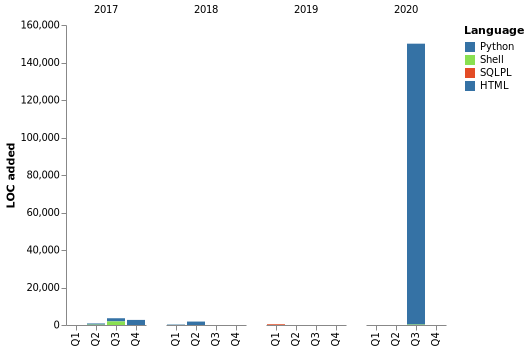 2017 2018 2019 2020
Language
Python
Shell
SQLPL
HTML
LOC added
160,000
140,000
120,000
100,000
80,000
60,000
40,000
20,000
0
Q1 Q2 Q3 Q4 Q1 Q2 Q3 Q4 Q1 Q2 Q3 Q4 Q1 Q2 Q3 Q4